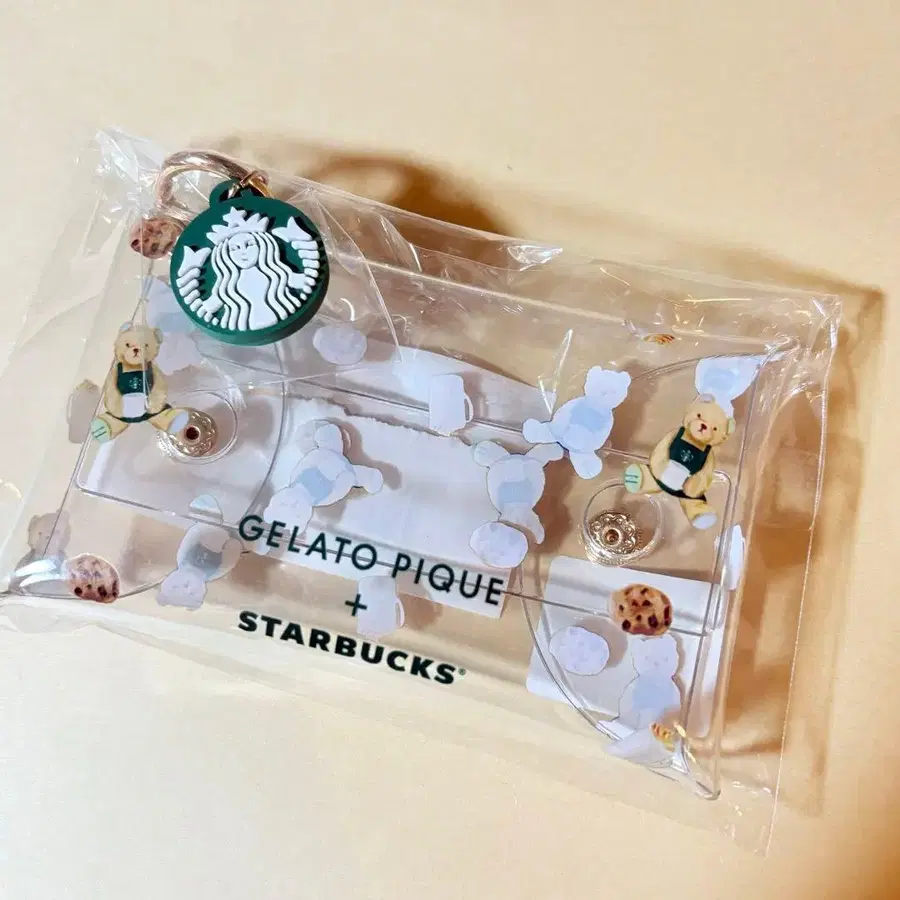 GELATO PIQUE
+
STARBUCKS®